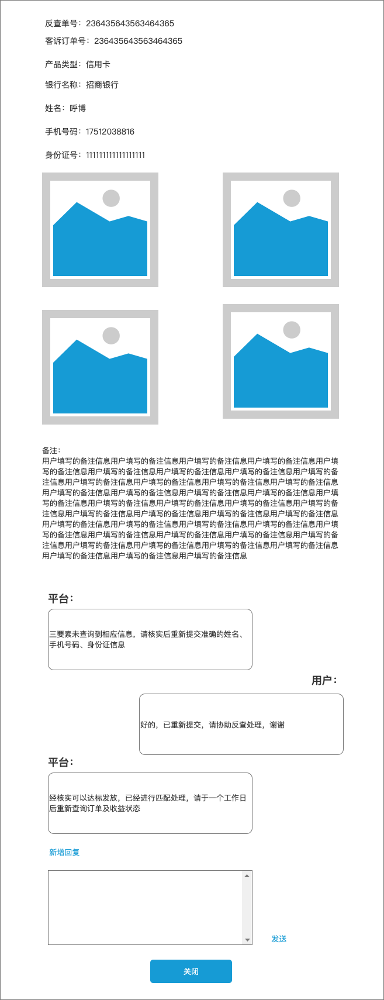 反查单号：236435643563464365
客诉订单号：236435643563464365
产品类型：信用卡
银行名称：招商银行
姓名：呼博
手机号码：17512038816
身份证号：111111111111111111
备注：
用户填写的备注信息用户填写的备注信息用户填写的备注信息用户填写的备注信息用户填
写的备注信息用户填写的备注信息用户填写的备注信息用户填写的备注信息用户填写的备
注信息用户填写的备注信息用户填写的备注信息用户填写的备注信息用户填写的备注信息
用户填写的备注信息用户填写的备注信息用户填写的备注信息用户填写的备注信息用户填
写的备注信息用户填写的备注信息用户填写的备注信息用户填写的备注信息用户填写的备
注信息用户填写的备注信息用户填写的备注信息用户填写的备注信息用户填写的备注信息
用户填写的备注信息用户填写的备注信息用户填写的备注信息用户填写的备注信息用户填
写的备注信息用户填写的备注信息用户填写的备注信息用户填写的备注信息用户填写的备
注信息用户填写的备注信息用户填写的备注信息用户填写的备注信息用户填写的备注信息
用户填写的备注信息用户填写的备注信息用户填写的备注信息
平台：
三要素未查询到相应信息，请核实后重新提交准确的姓名、
手机号码、身份证信息
用户：
好的，已重新提交，请协助反查处理，谢谢
平台：
经核实可以达标发放，已经进行匹配处理，请于一个工作日
后重新查询订单及收益状态
新增回复
发送
关闭